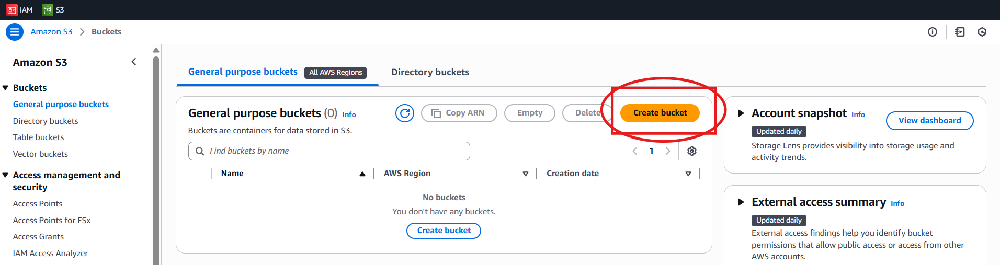 IAM S3
Amazon S3 > Buckets
Amazon S3
Buckets
General purpose buckets
Directory buckets
Table buckets
Vector buckets
Access management and
security
Access Points
Access Points for FSx
Access Grants
IAM Access Analyzer
General purpose buckets All AWS Regions Directory buckets
General purpose buckets (0) Info Copy ARN Empty Delete Create bucket
Buckets are containers for data stored in S3.
Find buckets by name
1
Name AWS Region Creation date
No buckets
You don't have any buckets.
Create bucket
Account snapshot Info View dashboard
Updated daily
Storage Lens provides visibility into storage usage and
activity trends.
External access summary Info
Updated daily
External access findings help you identify bucket
permissions that allow public access or access from other
AWS accounts.